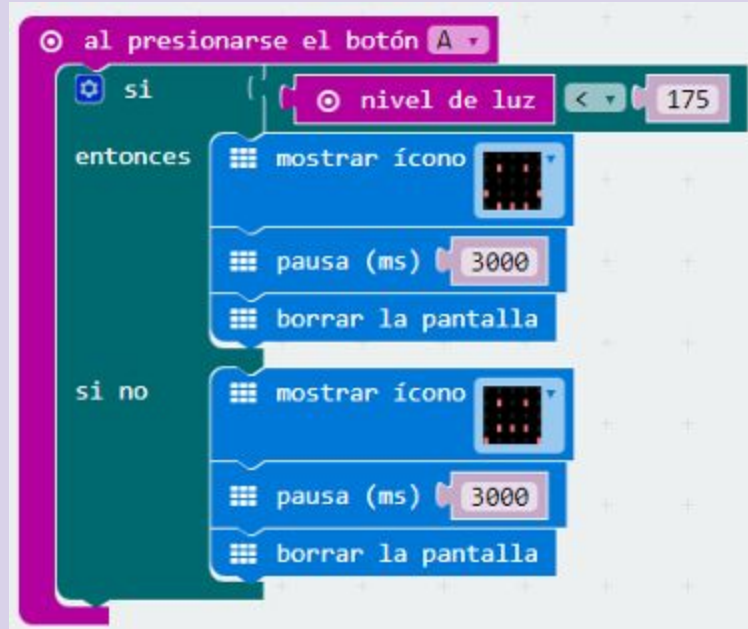 al presionarse el botón A
si nivel de luz < 175
entonces mostrar ícono
pausa (ms) 3000
borrar la pantalla
si no mostrar ícono
pausa (ms) 3000
borrar la pantalla